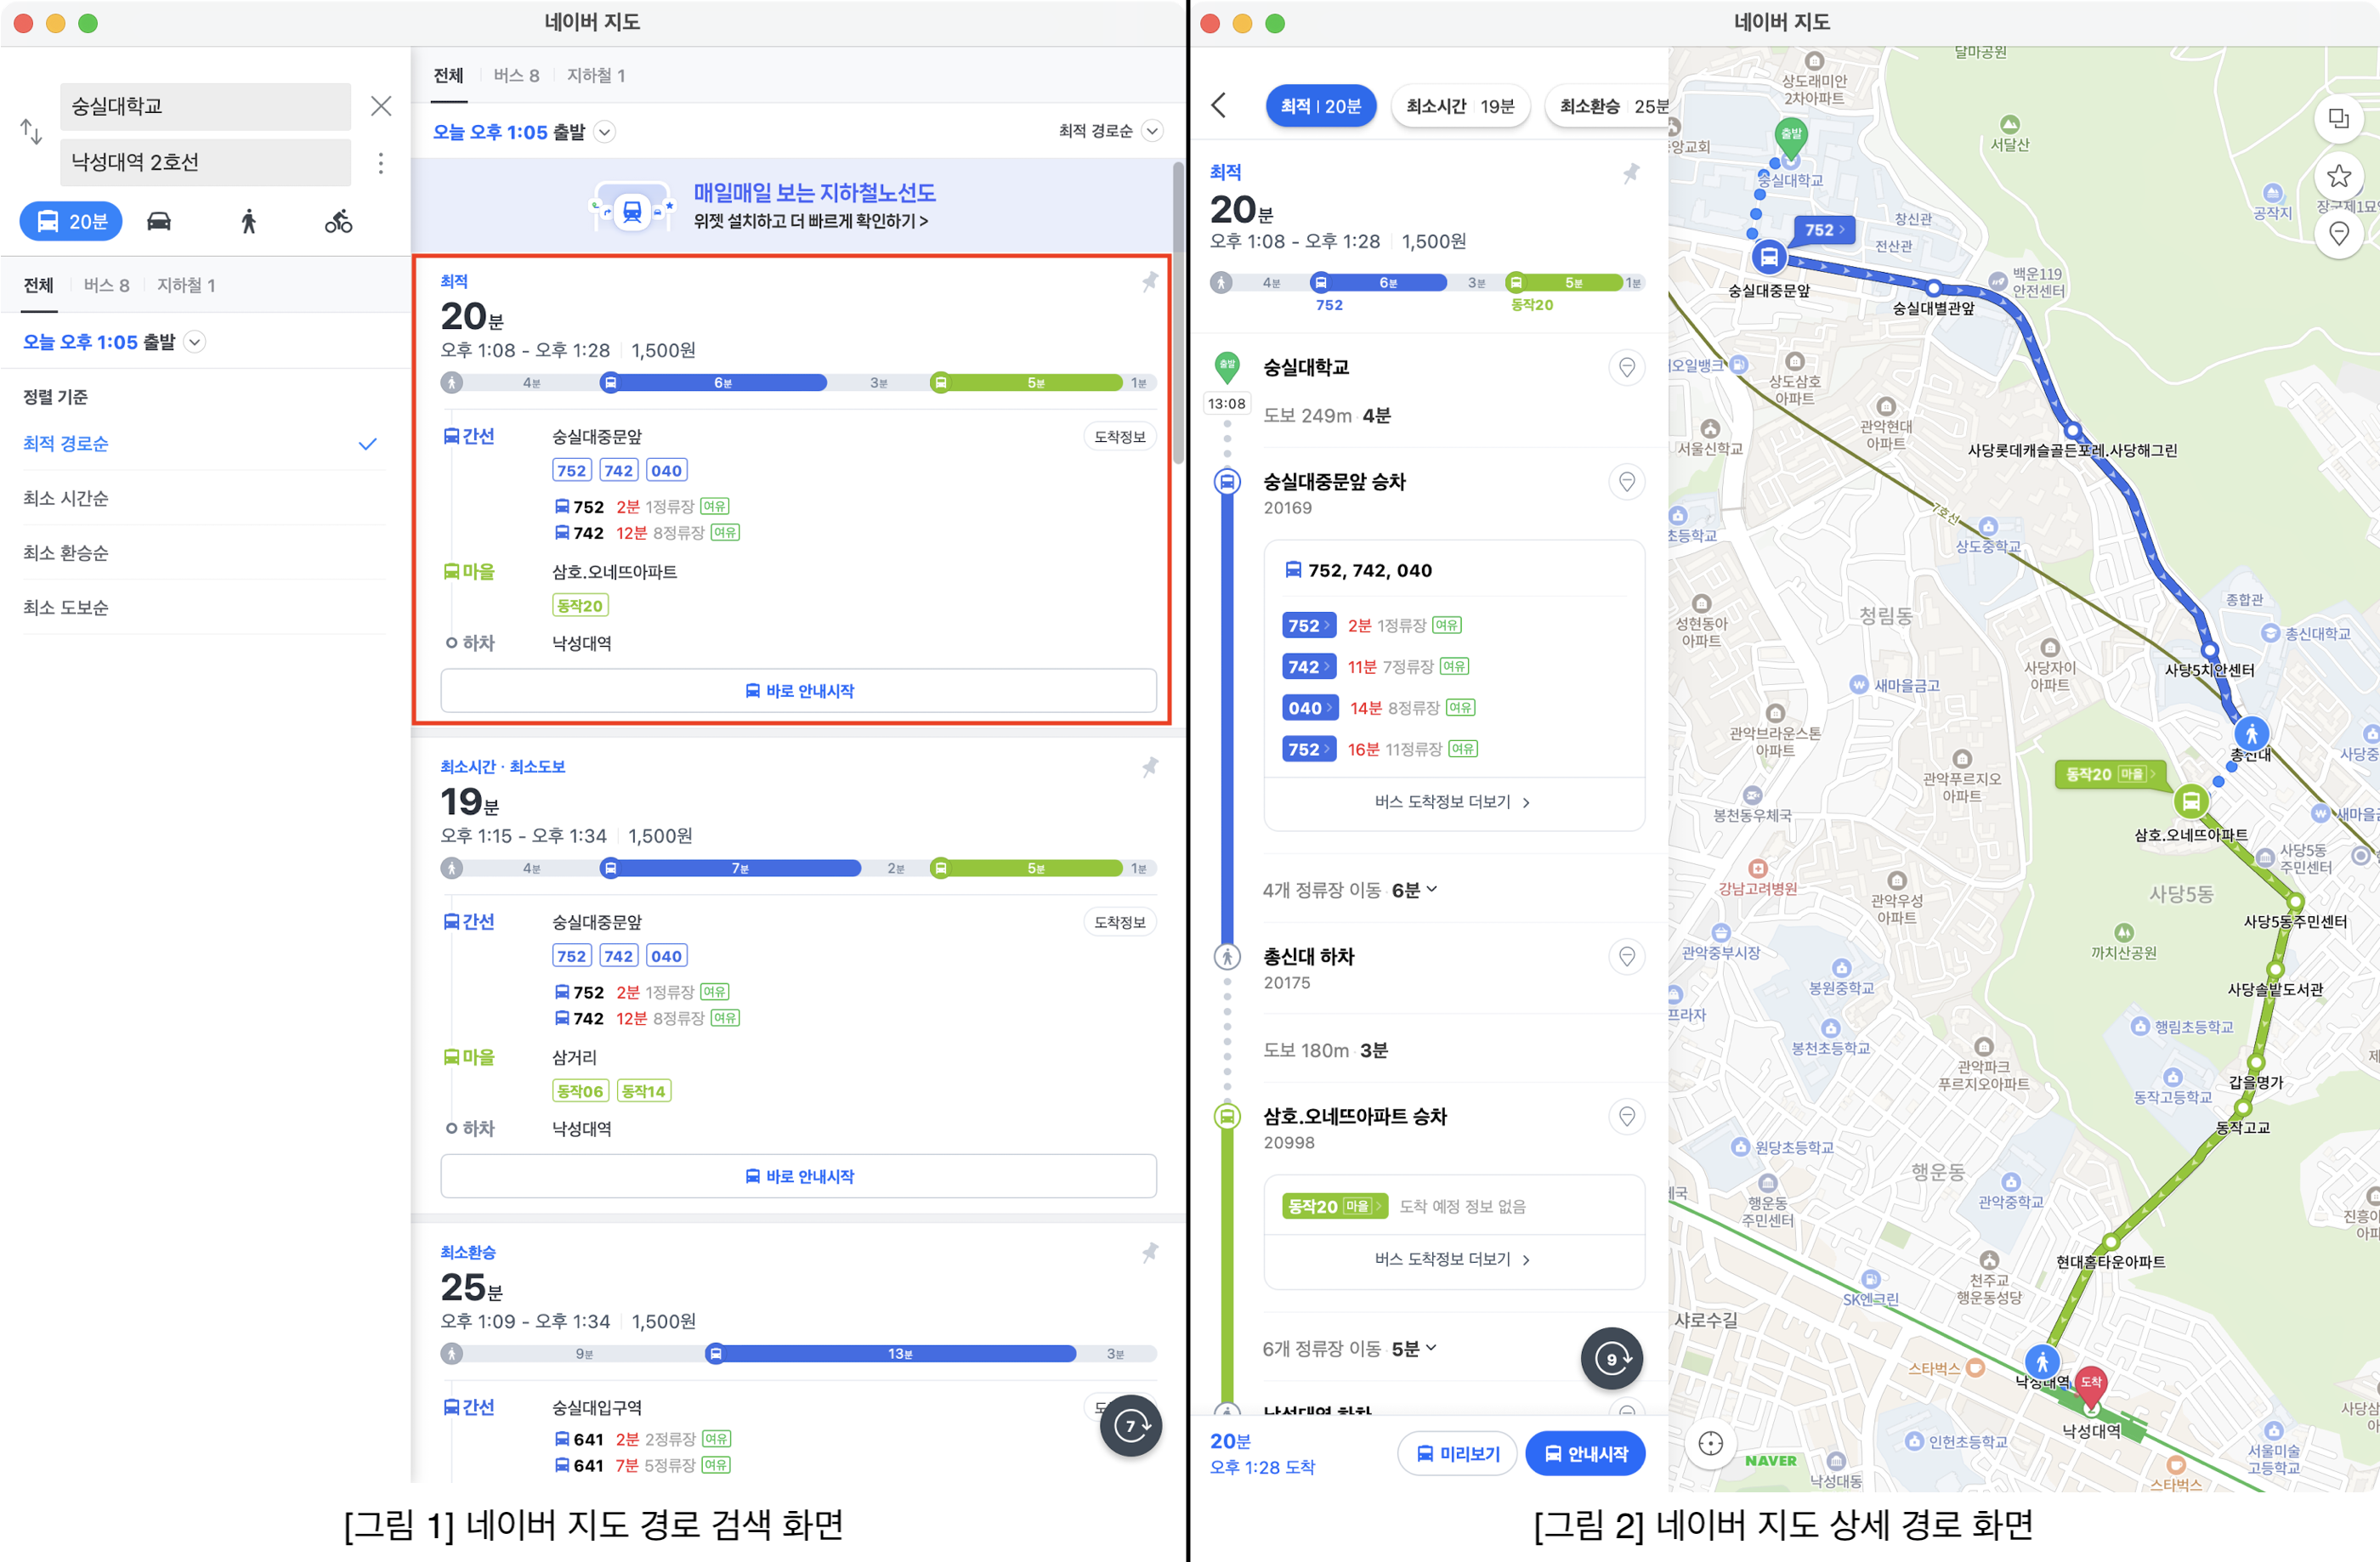 네이버 지도
숭실대학교
낙성대역 2호선
20분
전체 버스 8 지하철 1
오늘 오후 1:05 출발
정렬 기준
최적 경로순
최소 시간순
최소 환승순
최소 도보순
전체 버스 8 지하철 1
오늘 오후 1:05 출발 최적 경로순
매일매일 보는 지하철노선도
위젯 설치하고 더 빠르게 확인하기 >
최적
20분
오후 1:08 - 오후 1:28 1,500원
4분 6분 3분 5분 1분
간선 숭실대중문앞 도착정보
752 742 040
752 2분 1정류장 여유
742 12분 8정류장 여유
마을 삼호.오네뜨아파트
동작20
하차 낙성대역
바로 안내시작
최소시간 · 최소도보
19분
오후 1:15 - 오후 1:34 1,500원
4분 7분 2분 5분 1분
간선 숭실대중문앞 도착정보
752 742 040
752 2분 1정류장 여유
742 12분 8정류장 여유
마을 삼거리
동작06 동작14
하차 낙성대역
바로 안내시작
최소환승
25분
오후 1:09 - 오후 1:34 1,500원
9분 13분 3분
간선 숭실대입구역
641 2분 2정류장 여유
641 7분 5정류장 여유
7
[그림 1] 네이버 지도 경로 검색 화면
네이버 지도
최적 20분 최소시간 19분 최소환승 25분
최적
20분
오후 1:08 - 오후 1:28 1,500원
4분 6분 3분 5분 1분
752 동작20
출발 숭실대학교
13:08
도보 249m 4분
숭실대중문앞 승차
20169
752, 742, 040
752 2분 1정류장 여유
742 11분 7정류장 여유
040 14분 8정류장 여유
752 16분 11정류장 여유
버스 도착정보 더보기
4개 정류장 이동 6분
총신대 하차
20175
도보 180m 3분
삼호.오네뜨아파트 승차
20998
동작20 마을 도착 예정 정보 없음
버스 도착정보 더보기
6개 정류장 이동 5분
9
낙성대역 하차
20분
오후 1:28 도착
미리보기
안내시작
달마공원
상도래미안
2차아파트
출발
서달산
중앙교회
숭실대학교
공작지
창신관
752
전산관
숭실대중문앞
백운119
안전센터
숭실대별관앞
상도삼호
아파트
관악현대
아파트
서울신학교
사당롯데캐슬골든포레.사당해그린
7호선
초등학교
상도중학교
종합관
성현동아
아파트
청림동
총신대학교
사당자이
아파트
사당5치안센터
새마을금고
관악브라운스톤
아파트
총신대
사당중
동작20 마을
관악푸르지오
아파트
봉천동우체국
새마을금
삼호.오네뜨아파트
사당5동
주민센터
강남고려병원
관악우성
아파트
사당5동
사당5동주민센터
관악중부시장
까치산공원
봉원중학교
사당솔밭도서관
프라자
행림초등학교
봉천초등학교
관악파크
푸르지오아파트
갑을명가
동작고등학교
동작고교
원당초등학교
행운동
관악중학교
행운동
주민센터
현대홈타운아파트
천주교
행운동성당
SK엔크린
샤로수길
스타벅스
낙성대역
도착
2
낙성대역
인헌초등학교
서울미술
고등학교
NAVER
낙성대동
스타벅스
[그림 2] 네이버 지도 상세 경로 화면